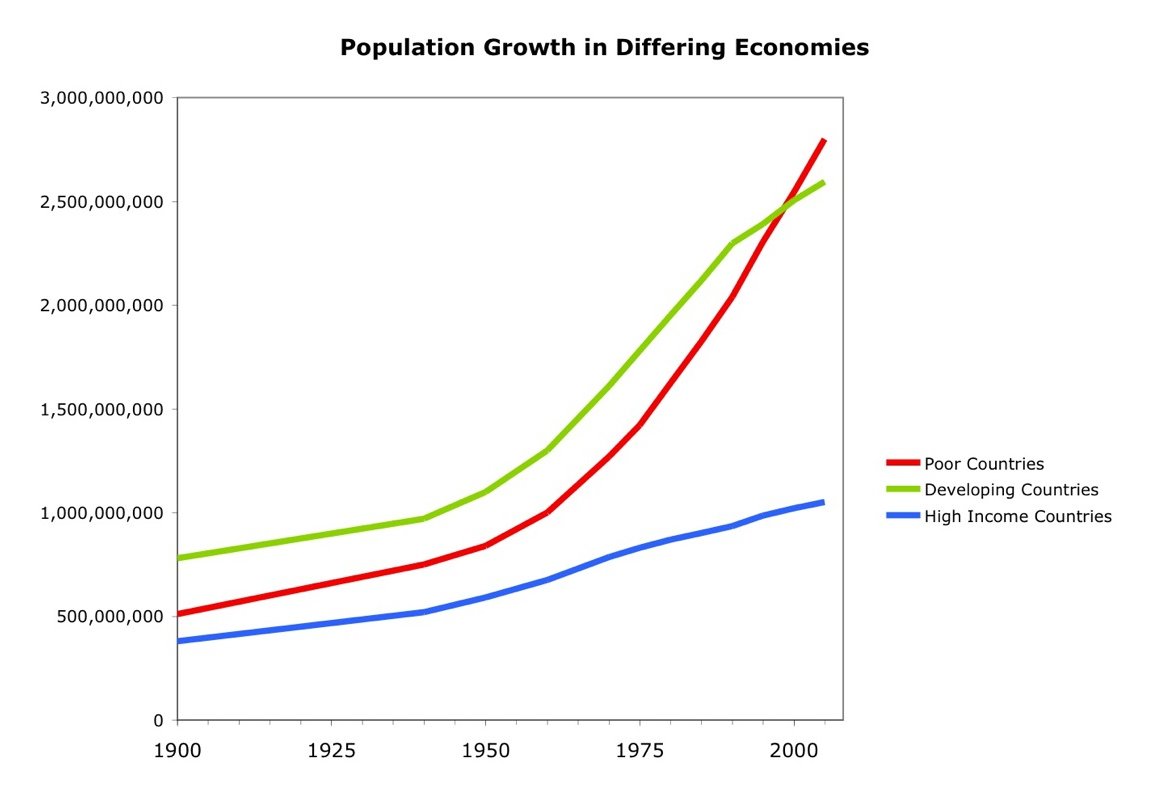 Population Growth in Differing Economies
3,000,000,000
2,500,000,000
2,000,000,000
1,500,000,000
1,000,000,000
500,000,000
0
1900 1925 1950 1975 2000
Poor Countries
Developing Countries
High Income Countries